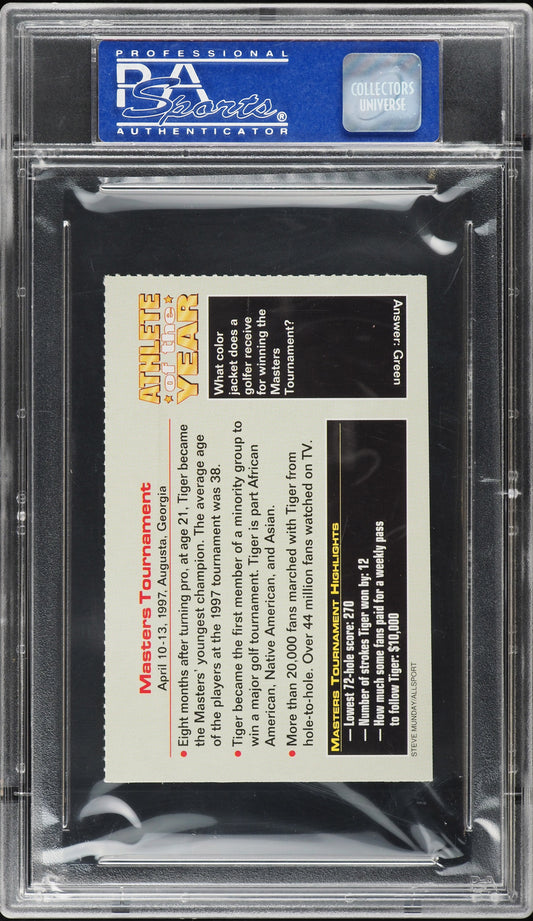 PROFESSIONAL
PSA
Sports®
AUTHENTICATOR
COLLECTORS
UNIVERSE
Masters Tournament
April 10-13, 1997, Augusta, Georgia
• Eight months after turning pro, at age 21, Tiger became
the Masters' youngest champion. The average age
of the players at the 1997 tournament was 38.
• Tiger became the first member of a minority group to
win a major golf tournament. Tiger is part African
American, Native American, and Asian.
• More than 20,000 fans marched with Tiger from
hole-to-hole. Over 44 million fans watched on TV.
MASTERS TOURNAMENT HIGHLIGHTS
— Lowest 72-hole score: 270
— Number of strokes Tiger won by: 12
— How much some fans paid for a weekly pass
to follow Tiger: $10,000
STEVE MUNDAY/ALLSPORT
ATHLETE
of the
YEAR
What color
jacket does a
golfer receive
for winning the
Masters
Tournament?
Answer: Green